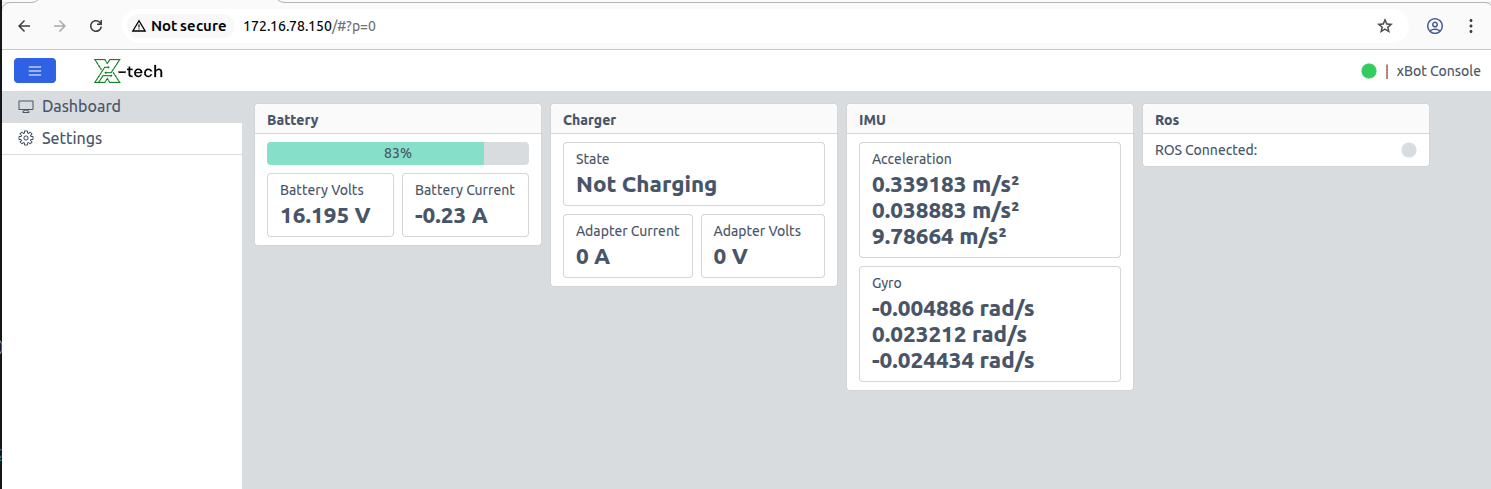 Not secure 172.16.78.150/#?p=0
X-tech
| xBot Console
Dashboard
Settings
Battery
83%
Battery Volts
16.195 V
Battery Current
-0.23 A
Charger
State
Not Charging
Adapter Current
0 A
Adapter Volts
0 V
IMU
Acceleration
0.339183 m/s²
0.038883 m/s²
9.78664 m/s²
Gyro
-0.004886 rad/s
0.023212 rad/s
-0.024434 rad/s
Ros
ROS Connected: